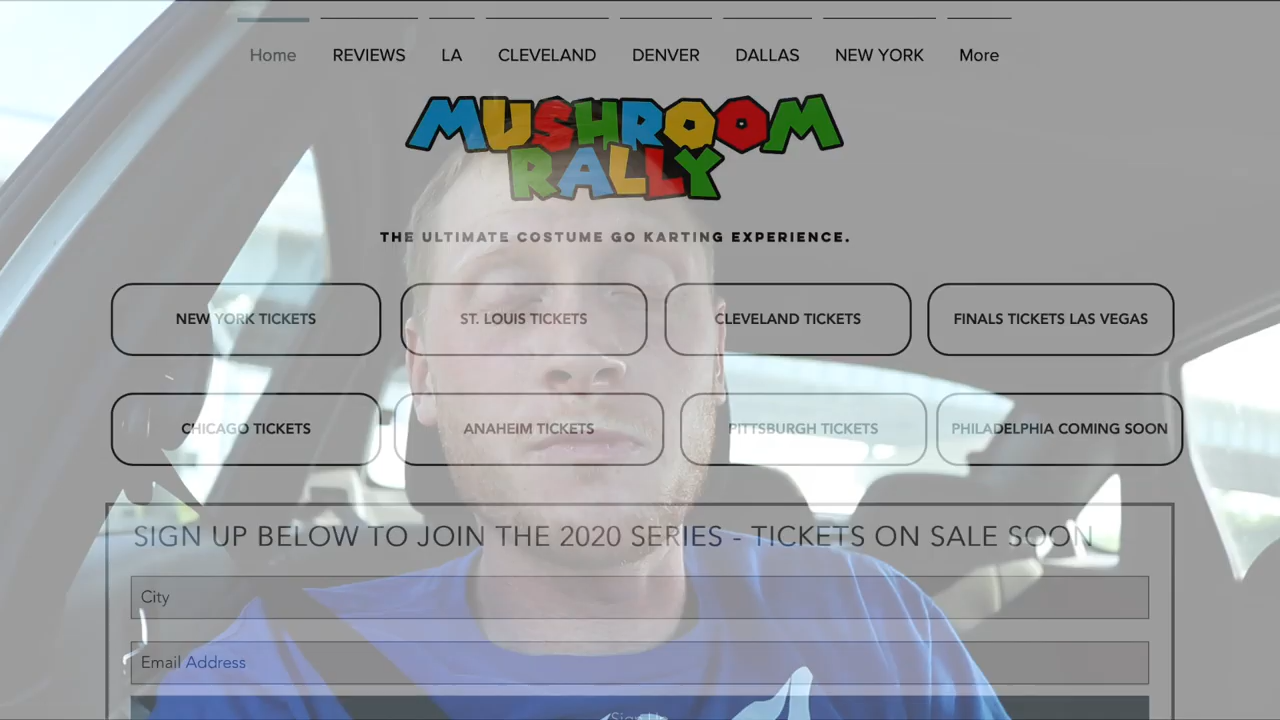 Home REVIEWS LA CLEVELAND DENVER DALLAS NEW YORK More
MUSHROOM
RALLY
THE ULTIMATE COSTUME GO KARTING EXPERIENCE.
NEW YORK TICKETS ST. LOUIS TICKETS CLEVELAND TICKETS FINALS TICKETS LAS VEGAS
CHICAGO TICKETS ANAHEIM TICKETS PITTSBURGH TICKETS PHILADELPHIA COMING SOON
SIGN UP BELOW TO JOIN THE 2020 SERIES - TICKETS ON SALE SOON
City
Email Address
Sign Up